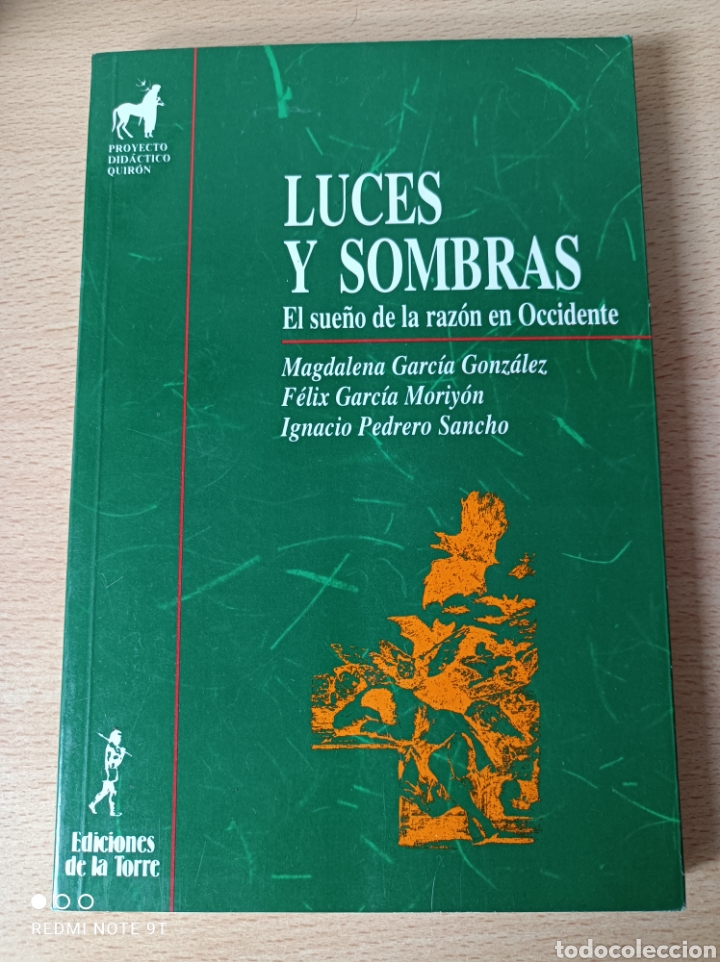 PROYECTO
DIDÁCTICO
QUIRÓN
LUCES
Y SOMBRAS
El sueño de la razón en Occidente
Magdalena García González
Félix García Moriyón
Ignacio Pedrero Sancho
Ediciones
de la Torre
REDMI NOTE 9T
todocoleccion